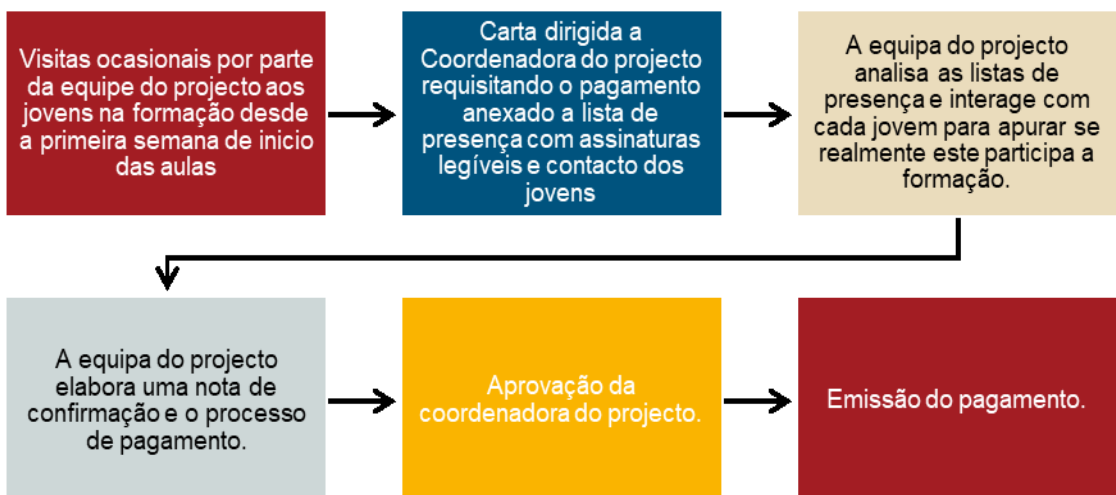 Visitas ocasionais por parte
da equipe do projecto aos
jovens na formação desde
a primeira semana de inicio
das aulas
Carta dirigida a
Coordenadora do projecto
requisitando o pagamento
anexado a lista de
presença com assinaturas
legíveis e contacto dos
jovens
A equipa do projecto
analisa as listas de
presença e interage com
cada jovem para apurar se
realmente este participa a
formação.
A equipa do projecto
elabora uma nota de
confirmação e o processo
de pagamento.
Aprovação da
coordenadora do projecto.
Emissão do pagamento.